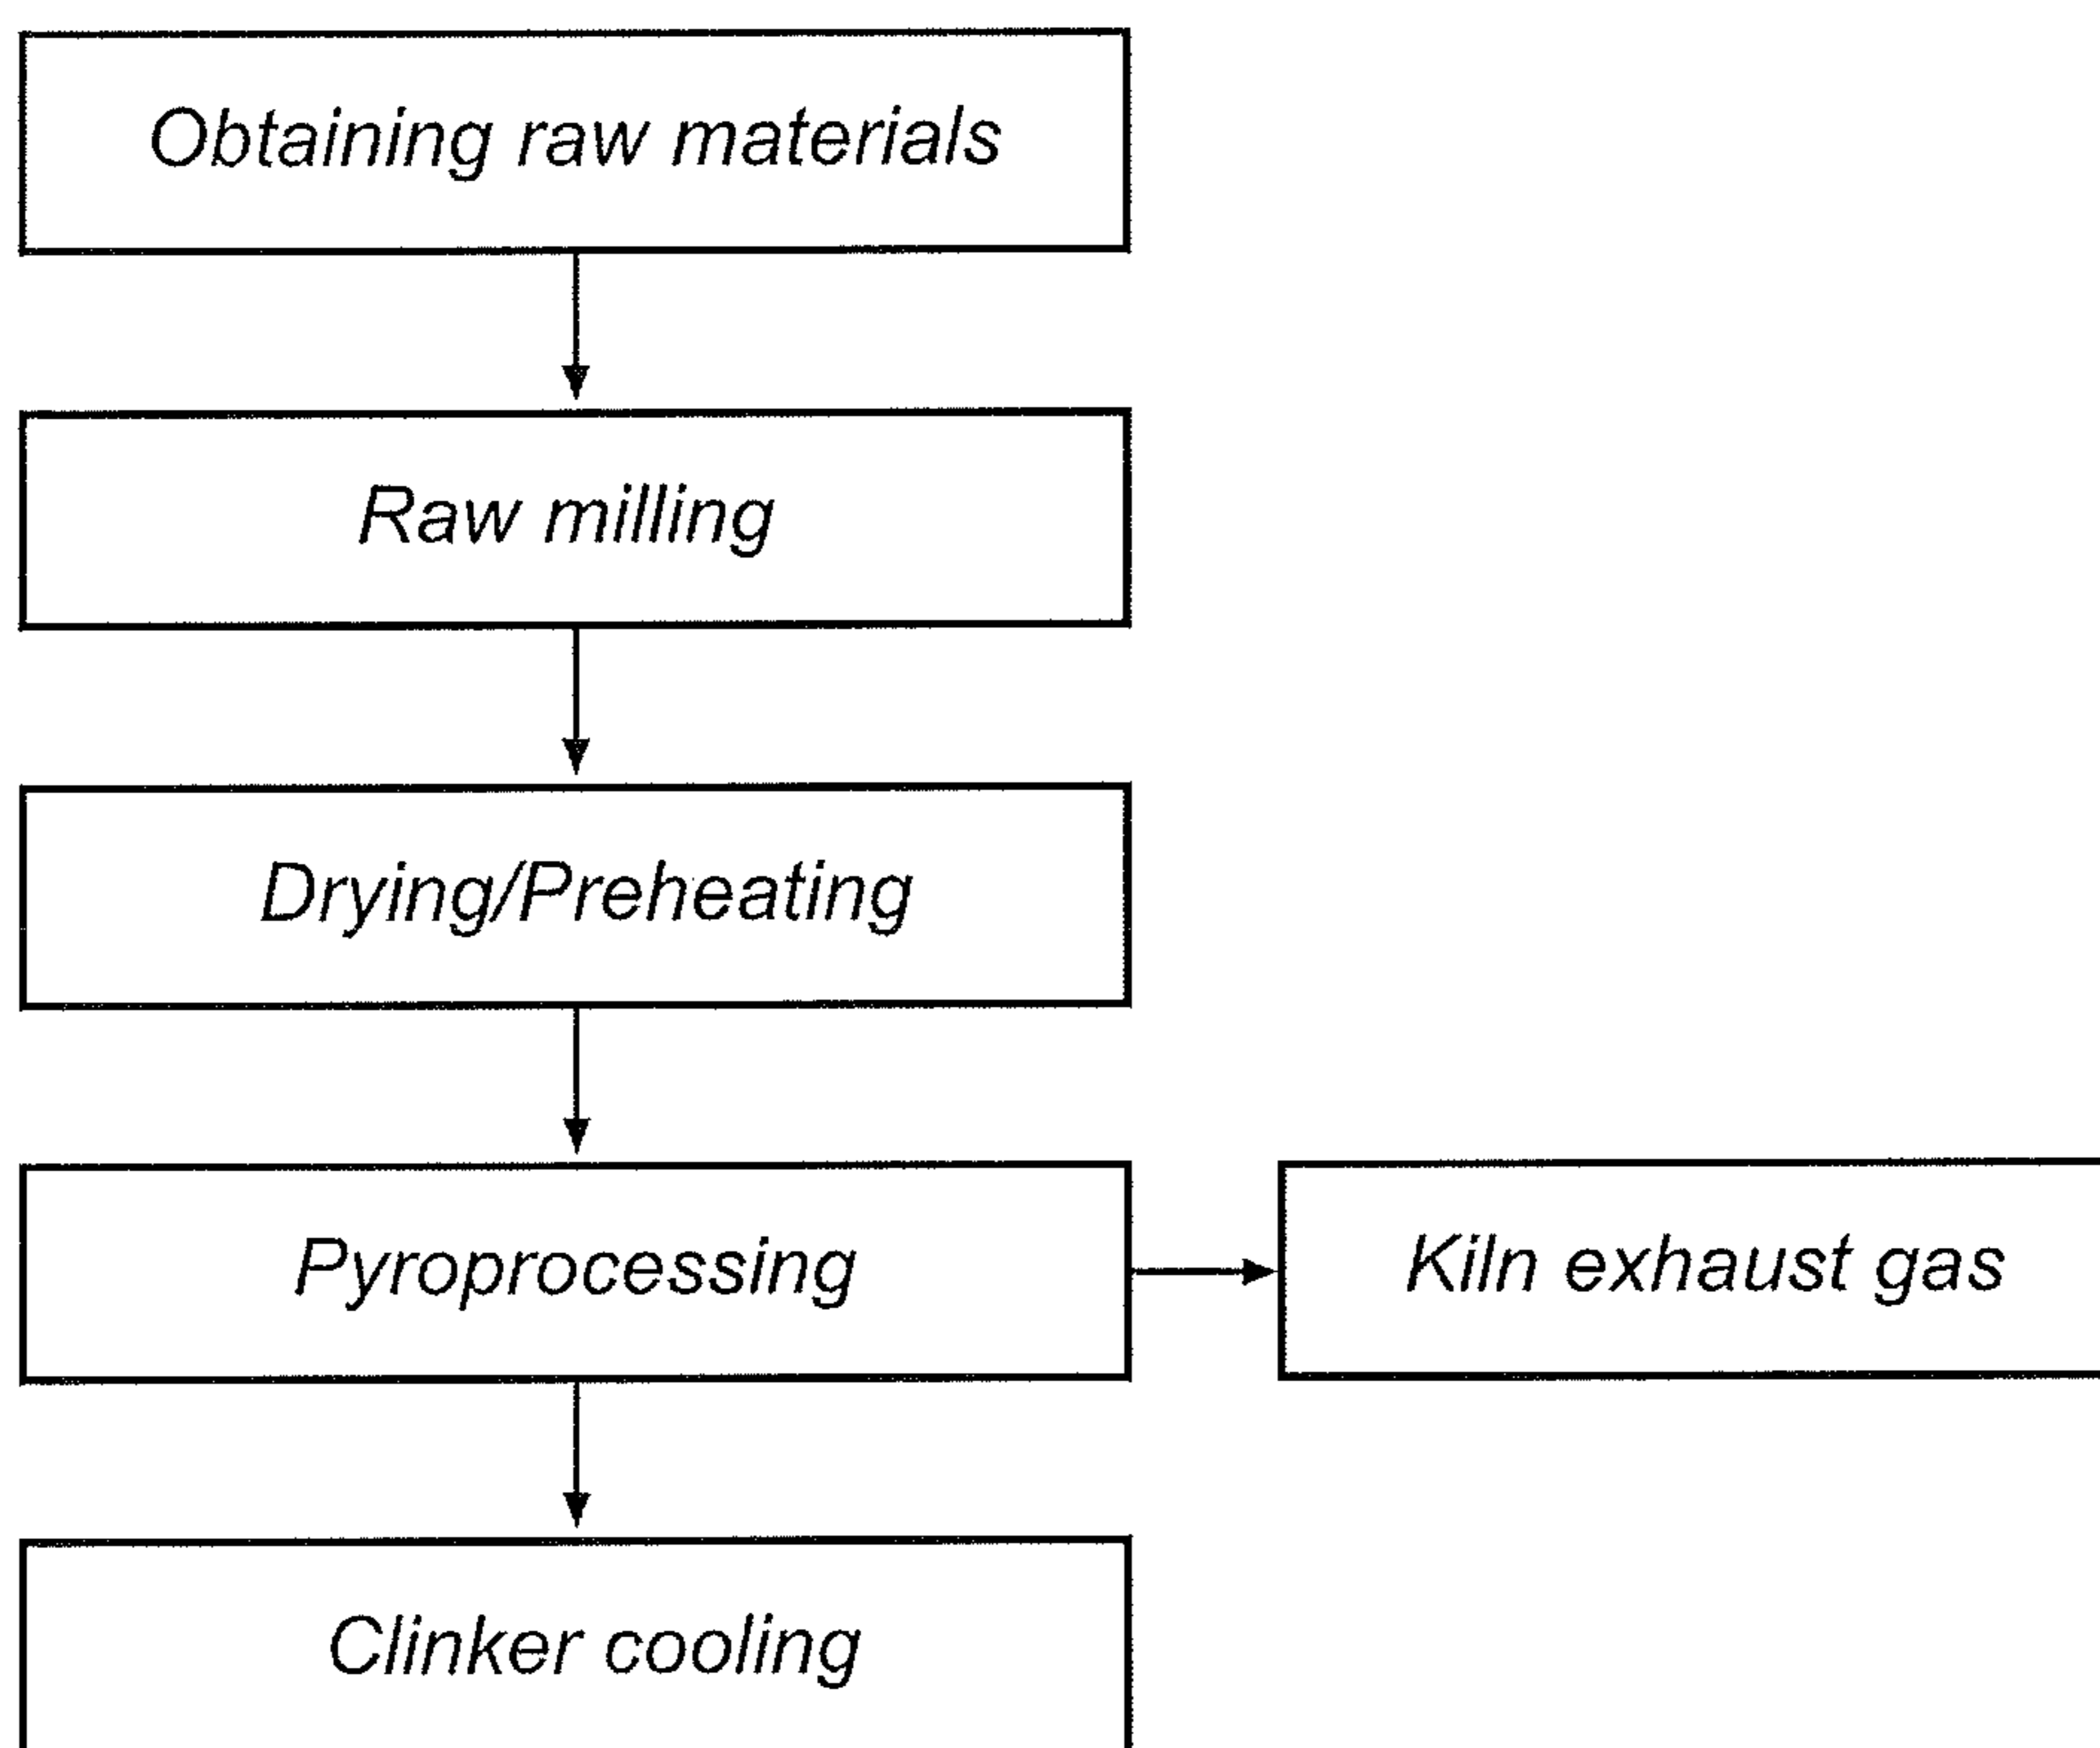 Obtaining raw materials
Raw milling
Drying/Preheating
Pyroprocessing
Kiln exhaust gas
Clinker cooling